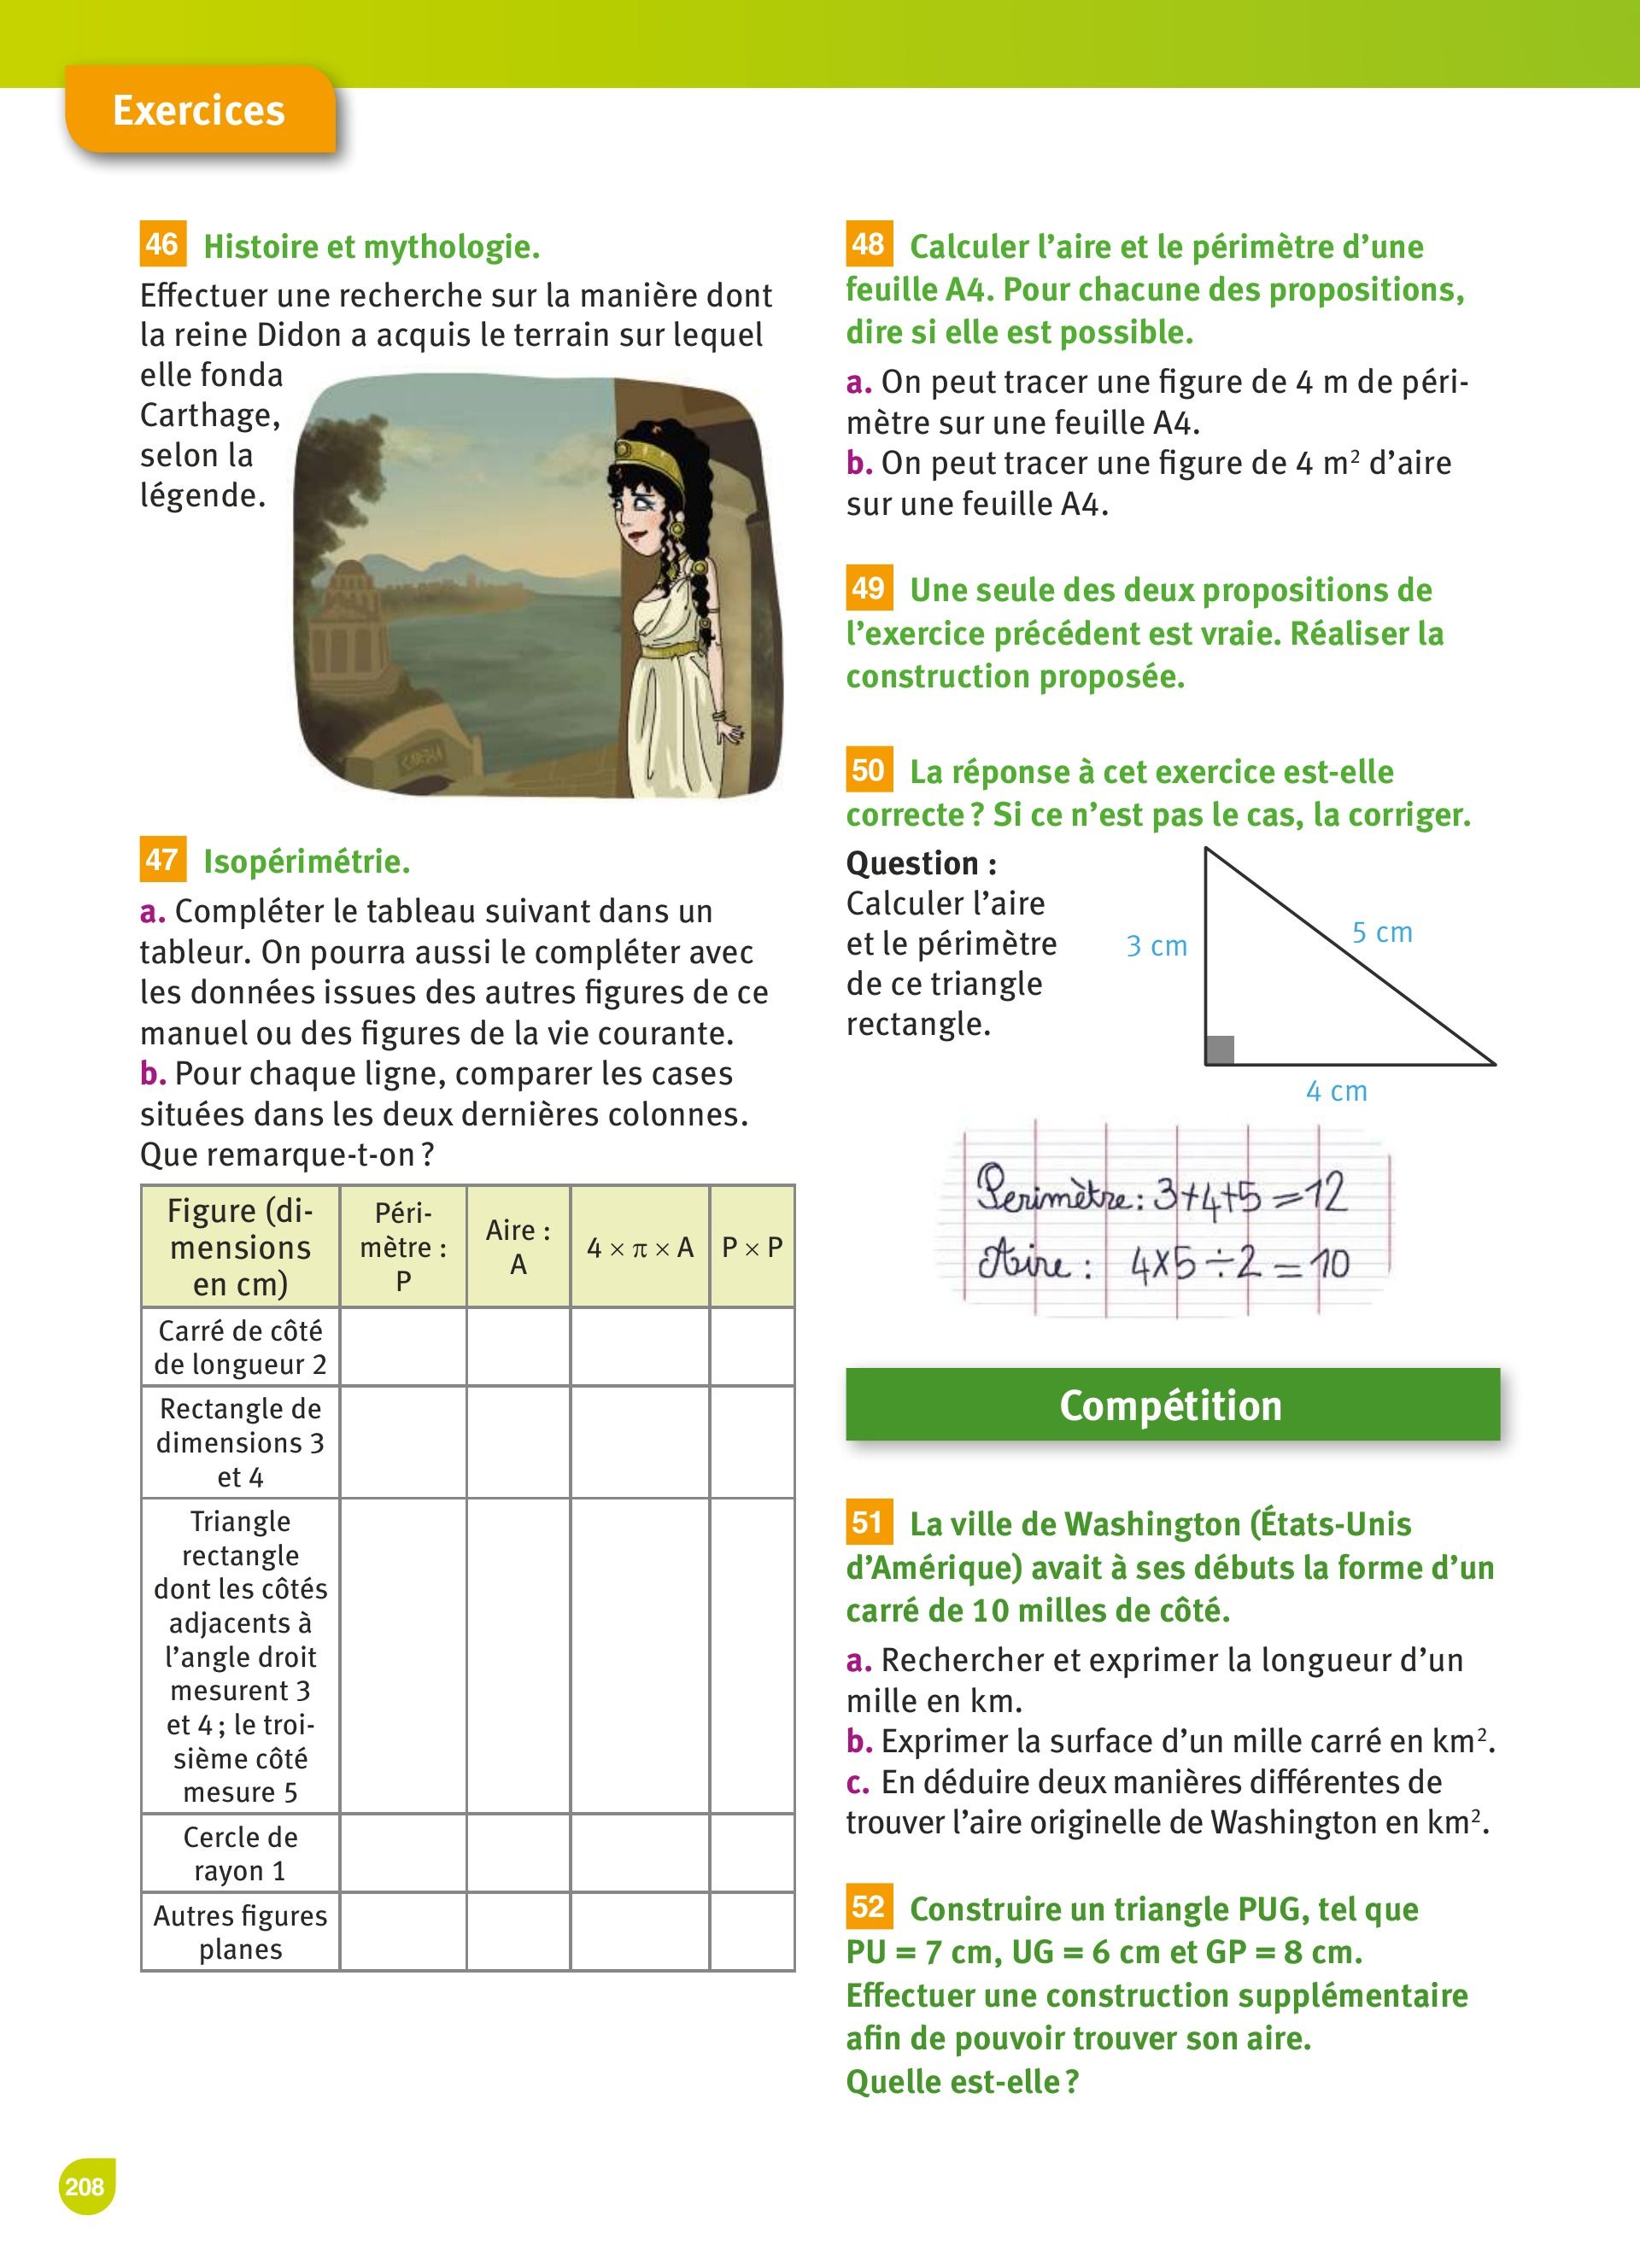 Exercices
46 Histoire et mythologie.
Effectuer une recherche sur la manière dont
la reine Didon a acquis le terrain sur lequel
elle fonda
Carthage,
selon la
légende.
47 Isopérimétrie.
a. Compléter le tableau suivant dans un
tableur. On pourra aussi le compléter avec
les données issues des autres figures de ce
manuel ou des figures de la vie courante.
b. Pour chaque ligne, comparer les cases
situées dans les deux dernières colonnes.
Que remarque-t-on ?
Figure (di-
mensions
en cm)
Péri-
mètre :
P
Aire :
A
4 × π × A
P × P
Carré de côté
de longueur 2
Rectangle de
dimensions 3
et 4
Triangle
rectangle
dont les côtés
adjacents à
l’angle droit
mesurent 3
et 4 ; le troi-
sième côté
mesure 5
Cercle de
rayon 1
Autres figures
planes
48 Calculer l’aire et le périmètre d’une
feuille A4. Pour chacune des propositions,
dire si elle est possible.
a. On peut tracer une figure de 4 m de péri-
mètre sur une feuille A4.
b. On peut tracer une figure de 4 m² d’aire
sur une feuille A4.
49 Une seule des deux propositions de
l’exercice précédent est vraie. Réaliser la
construction proposée.
50 La réponse à cet exercice est-elle
correcte ? Si ce n’est pas le cas, la corriger.
Question :
Calculer l’aire
et le périmètre
de ce triangle
rectangle.
3 cm
5 cm
4 cm
Perimètre : 3+4+5 = 12
Aire : 4×5÷2 = 10
Compétition
51 La ville de Washington (États-Unis
d’Amérique) avait à ses débuts la forme d’un
carré de 10 milles de côté.
a. Rechercher et exprimer la longueur d’un
mille en km.
b. Exprimer la surface d’un mille carré en km².
c. En déduire deux manières différentes de
trouver l’aire originelle de Washington en km².
52 Construire un triangle PUG, tel que
PU = 7 cm, UG = 6 cm et GP = 8 cm.
Effectuer une construction supplémentaire
afin de pouvoir trouver son aire.
Quelle est-elle ?
208